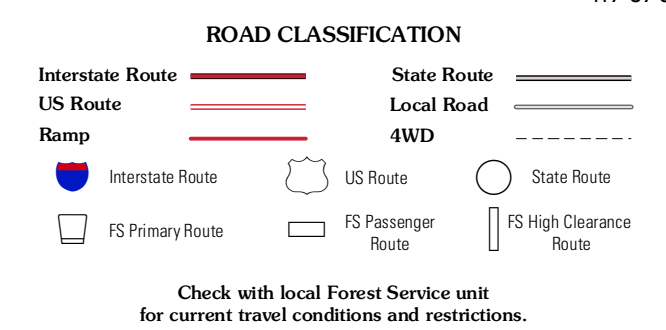 ROAD CLASSIFICATION
Interstate Route
State Route
US Route
Local Road
Ramp
4WD
Interstate Route
US Route
State Route
FS Primary Route
FS Passenger
Route
FS High Clearance
Route
Check with local Forest Service unit
for current travel conditions and restrictions.